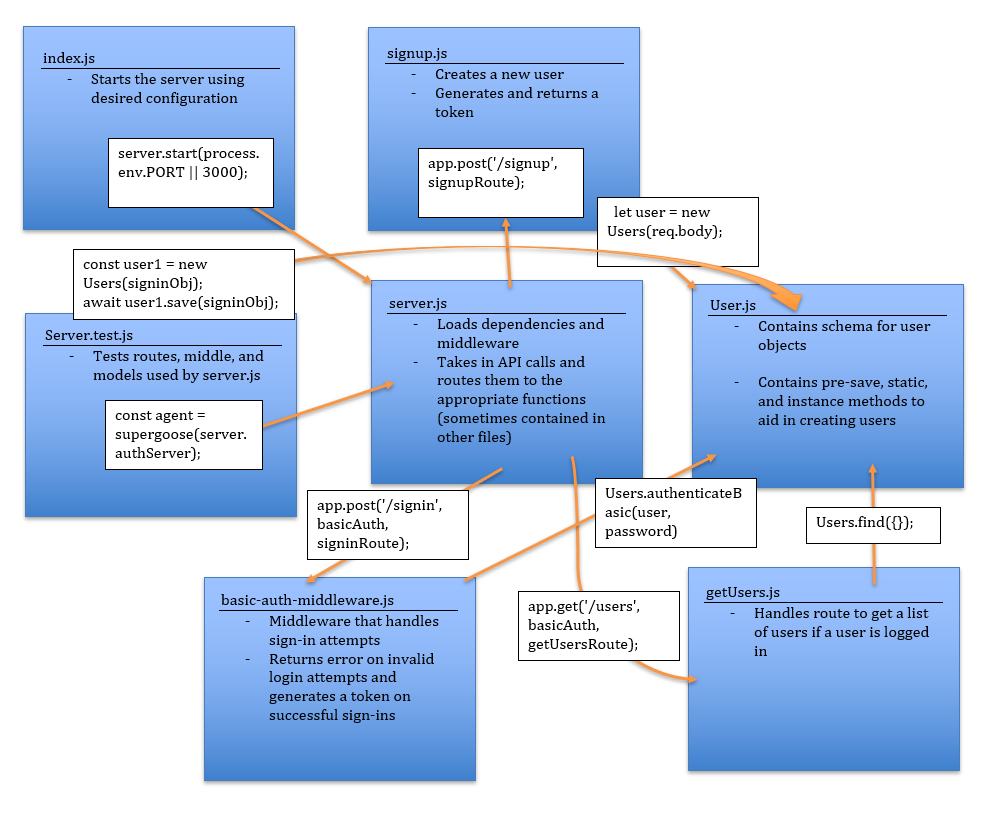 index.js
- Starts the server using
desired configuration
server.start(process.
env.PORT || 3000);
signup.js
- Creates a new user
- Generates and returns a
token
app.post('/signup',
signupRoute);
let user = new
Users(req.body);
const user1 = new
Users(signinObj);
await user1.save(signinObj);
Server.test.js
- Tests routes, middle, and
models used by server.js
const agent =
supergoose(server.
authServer);
server.js
- Loads dependencies and
middleware
- Takes in API calls and
routes them to the
appropriate functions
(sometimes contained in
other files)
User.js
- Contains schema for user
objects
- Contains pre-save, static,
and instance methods to
aid in creating users
app.post('/signin',
basicAuth,
signinRoute);
Users.authenticateB
asic(user,
password)
Users.find({});
basic-auth-middleware.js
- Middleware that handles
sign-in attempts
- Returns error on invalid
login attempts and
generates a token on
successful sign-ins
app.get('/users',
basicAuth,
getUsersRoute);
getUsers.js
- Handles route to get a list
of users if a user is logged
in